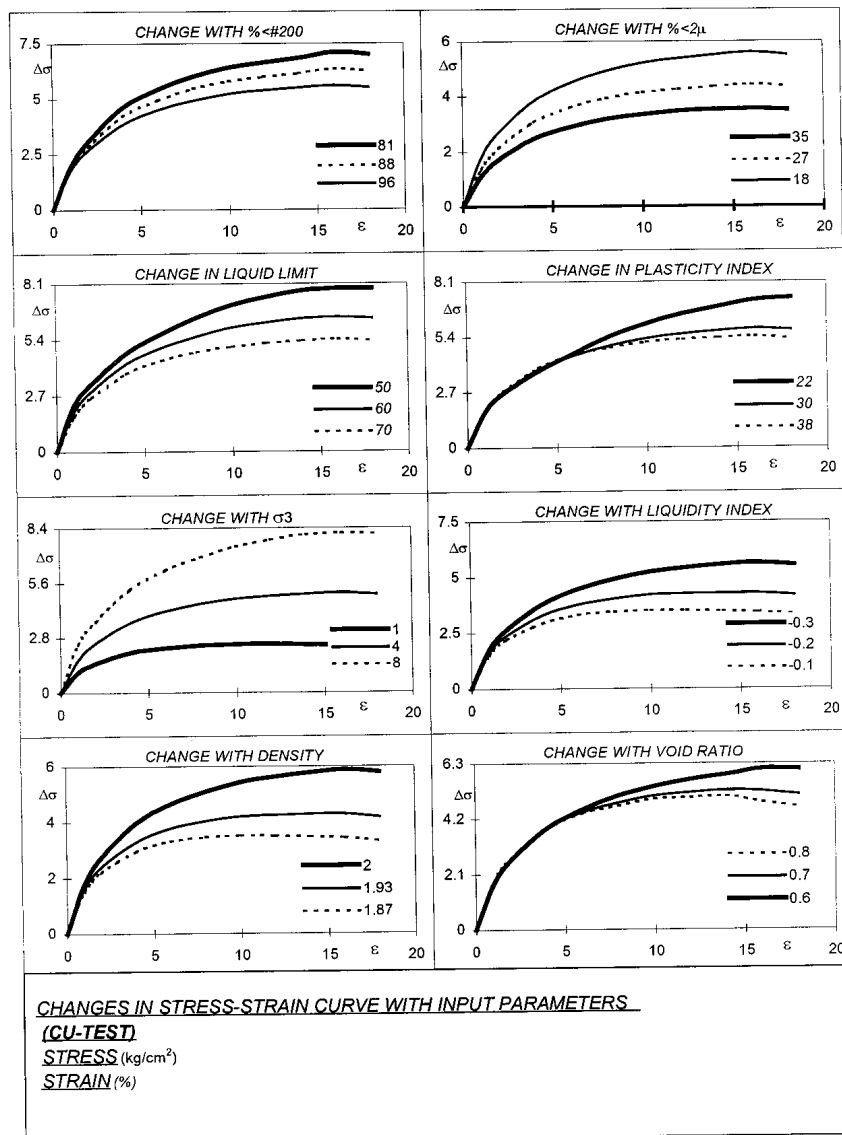 CHANGE WITH %<#200
7.5
Δσ
5
2.5
0
81
88
96
0 5 10 15 ε 20
CHANGE WITH %<2μ
6
Δσ
4
2
0
35
27
18
0 5 10 15 ε 20
CHANGE IN LIQUID LIMIT
8.1
Δσ
5.4
2.7
0
50
60
70
0 5 10 15 ε 20
CHANGE IN PLASTICITY INDEX
8.1
Δσ
5.4
2.7
0
22
30
38
0 5 10 15 ε 20
CHANGE WITH σ3
8.4
Δσ
5.6
2.8
0
1
4
8
0 5 10 15 ε 20
CHANGE WITH LIQUIDITY INDEX
7.5
Δσ
5
2.5
0
-0.3
-0.2
-0.1
0 5 10 15 ε 20
CHANGE WITH DENSITY
6
Δσ
4
2
0
2
1.93
1.87
0 5 10 15 ε 20
CHANGE WITH VOID RATIO
6.3
Δσ
4.2
2.1
0
0.8
0.7
0.6
0 5 10 15 ε 20
CHANGES IN STRESS-STRAIN CURVE WITH INPUT PARAMETERS
(CU-TEST)
STRESS (kg/cm²)
STRAIN (%)